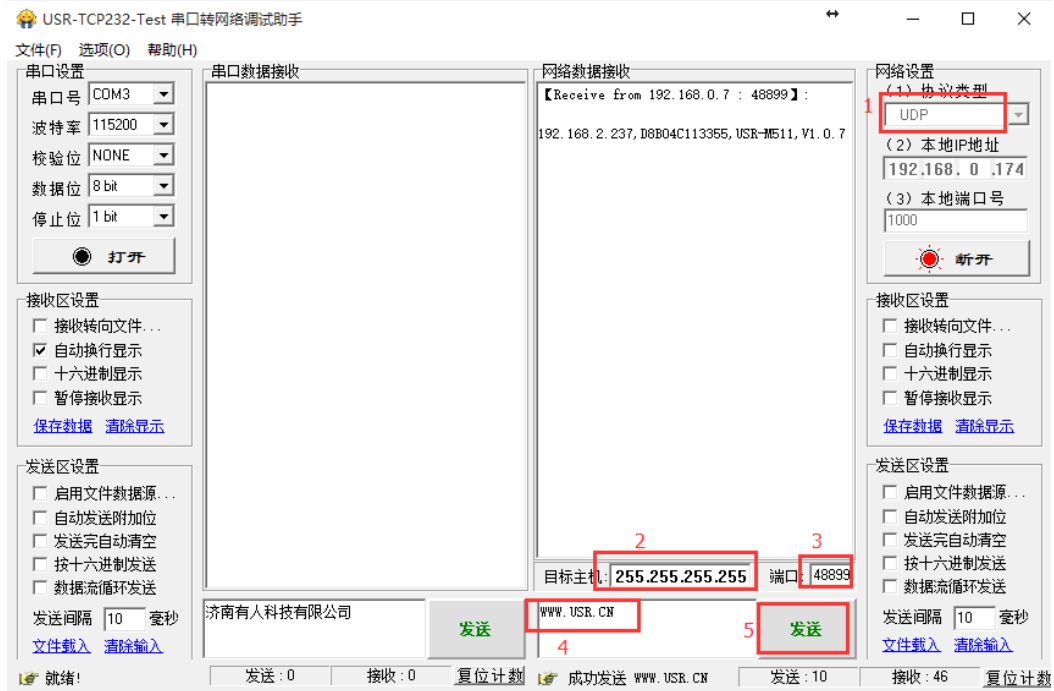 USR-TCP232-Test 串口转网络调试助手
文件(F) 选项(O) 帮助(H)
串口设置
串口号 COM3
波特率 115200
校验位 NONE
数据位 8 bit
停止位 1 bit
打开
接收区设置
接收转向文件...
自动换行显示
十六进制显示
暂停接收显示
保存数据 清除显示
发送区设置
启用文件数据源...
自动发送附加位
发送完自动清空
按十六进制发送
数据流循环发送
发送间隔 10 毫秒
文件载入 清除输入
串口数据接收
济南有人科技有限公司
发送
网络数据接收
【Receive from 192.168.0.7 : 48899】:
192.168.2.237,D8B04C113355,USR-M511,V1.0.7
2
3
目标主机: 255.255.255.255 端口: 48899
WWW.USR.CN
4
5
发送
网络设置
(1) 协议类型
1
UDP
(2) 本地IP地址
192.168. 0 .174
(3) 本地端口号
1000
断开
接收区设置
接收转向文件...
自动换行显示
十六进制显示
暂停接收显示
保存数据 清除显示
发送区设置
启用文件数据源...
自动发送附加位
发送完自动清空
按十六进制发送
数据流循环发送
发送间隔 10 毫秒
文件载入 清除输入
就绪! 发送:0 接收:0 复位计数 成功发送 WWW.USR.CN 发送:10 接收:46 复位计数